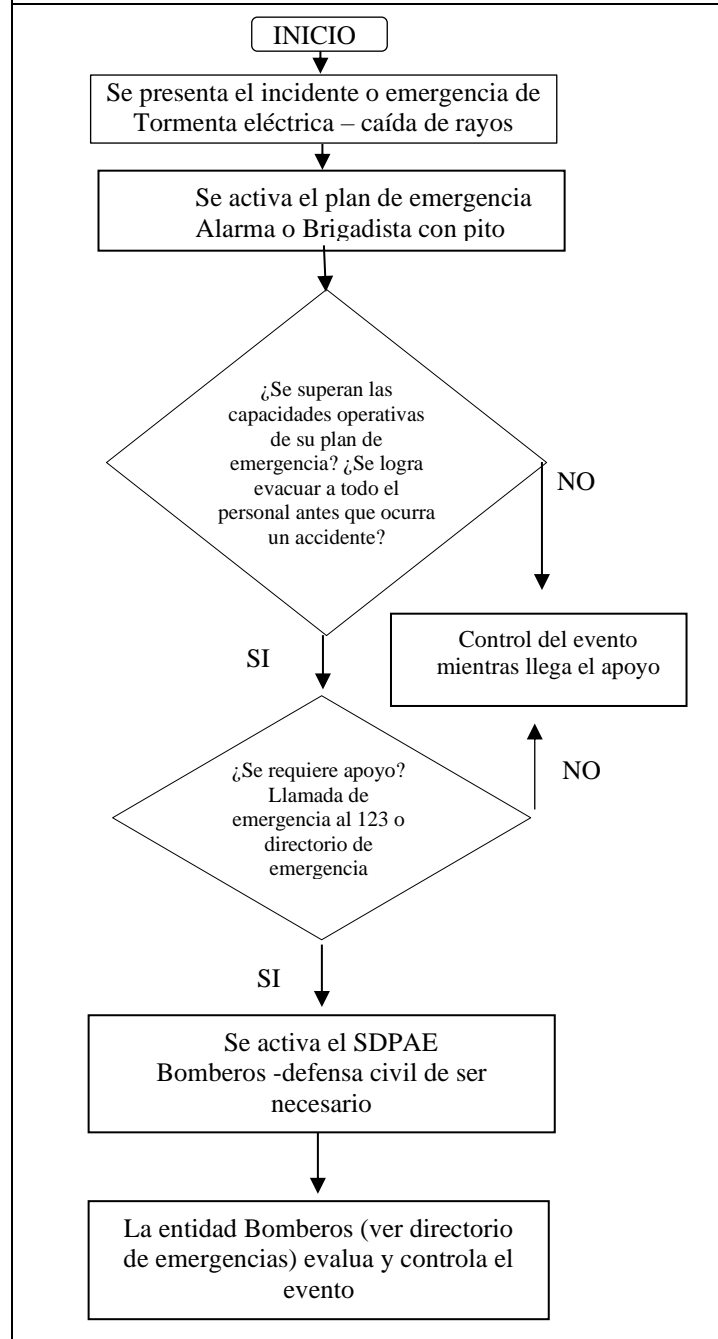 INICIO
Se presenta el incidente o emergencia de
Tormenta eléctrica – caída de rayos
Se activa el plan de emergencia
Alarma o Brigadista con pito
¿Se superan las
capacidades operativas
de su plan de
emergencia? ¿Se logra
evacuar a todo el
personal antes que ocurra
un accidente?
NO
SI
Control del evento
mientras llega el apoyo
¿Se requiere apoyo?
Llamada de
emergencia al 123 o
directorio de
emergencia
NO
SI
Se activa el SDPAE
Bomberos -defensa civil de ser
necesario
La entidad Bomberos (ver directorio
de emergencias) evalua y controla el
evento